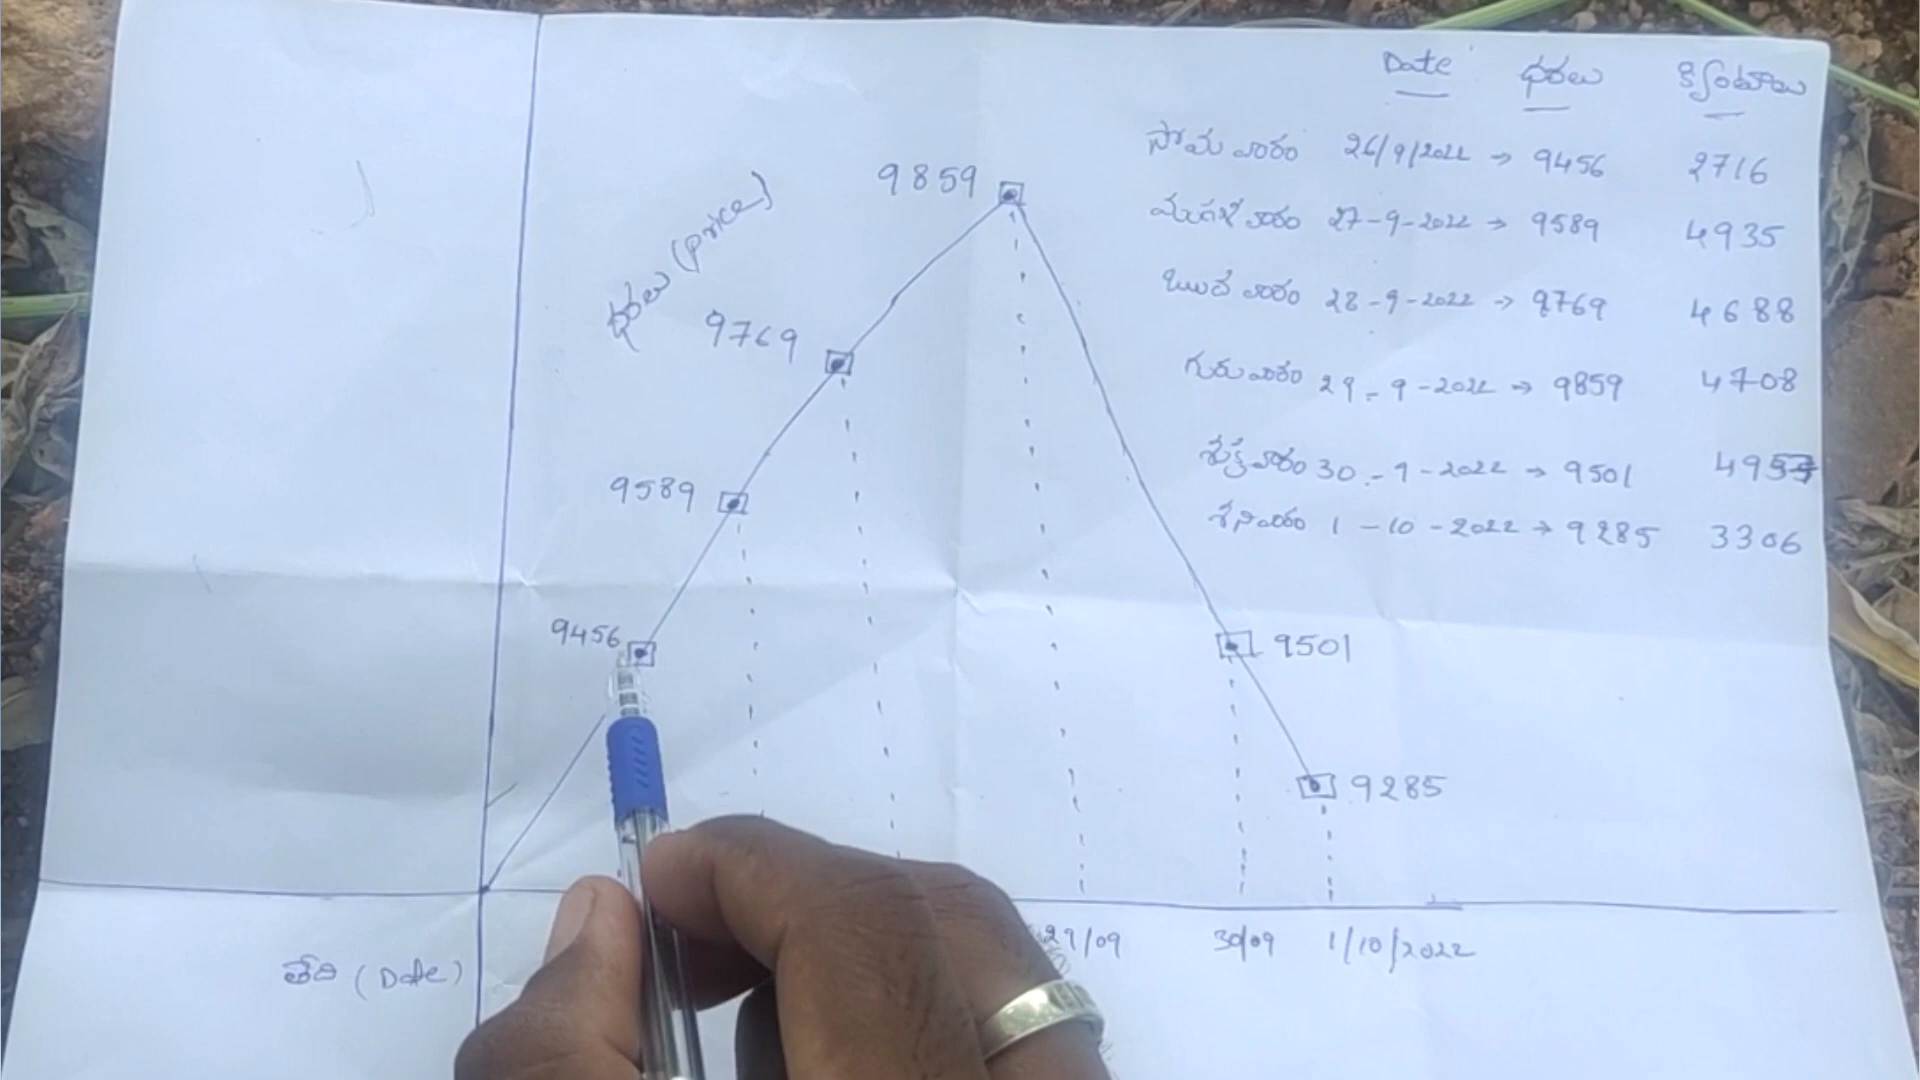 Date ధరలు క్వింటాలు
సోమవారం 26/9/2022 → 9456 2716
మంగళవారం 27-9-2022 → 9589 4935
బుధవారం 28-9-2022 → 9769 4688
గురువారం 29-9-2022 → 9859 4708
శుక్రవారం 30-9-2022 → 9501
శనివారం 1-10-2022 → 9285 3306
ధరలు (price)
9859
9769
9589
9456
9501
9285
29/09 30/09 1/10/2022
తేది (Date)